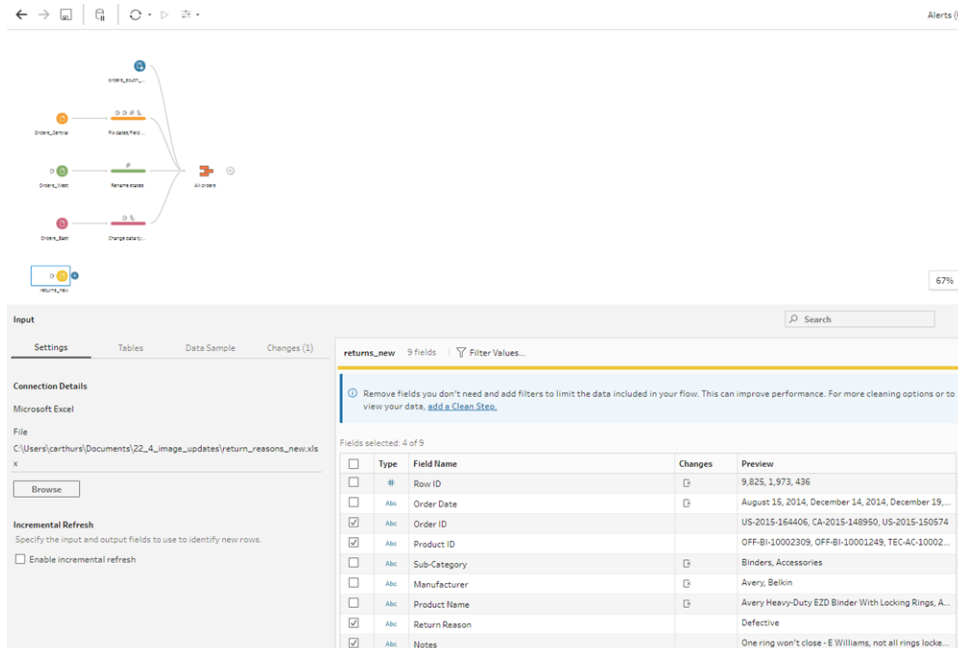 Alerts (
orders_south_...
Orders_Central
Fix dates/field ...
Orders_West
Rename states
All orders
Orders_East
Change data ty...
returns_new
67%
Input
Search
Settings
Tables
Data Sample
Changes (1)
returns_new
9 fields
Filter Values...
Connection Details
Microsoft Excel
File
C:\Users\carthurs\Documents\22_4_image_updates\return_reasons_new.xls
x
Browse
Incremental Refresh
Specify the input and output fields to use to identify new rows.
Enable incremental refresh
Remove fields you don't need and add filters to limit the data included in your flow. This can improve performance. For more cleaning options or to
view your data, add a Clean Step.
Fields selected: 4 of 9
Type Field Name Changes Preview
# Row ID 9,825, 1,973, 436
Abc Order Date August 15, 2014, December 14, 2014, December 19,...
Abc Order ID US-2015-164406, CA-2015-148950, US-2015-150574
Abc Product ID OFF-BI-10002309, OFF-BI-10001249, TEC-AC-10002...
Abc Sub-Category Binders, Accessories
Abc Manufacturer Avery, Belkin
Abc Product Name Avery Heavy-Duty EZD Binder With Locking Rings, A...
Abc Return Reason Defective
Abc Notes One ring won't close - E Williams, not all rings locke...